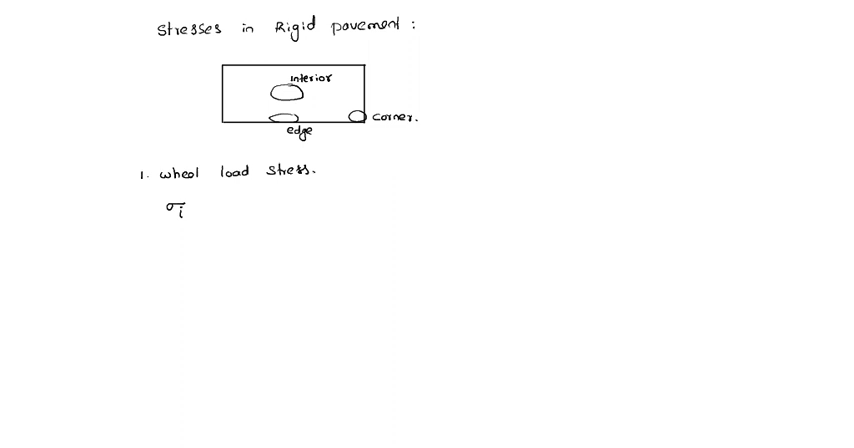 Stresses in Rigid pavement :
interior
corner.
edge
1. wheel load stress.
σi